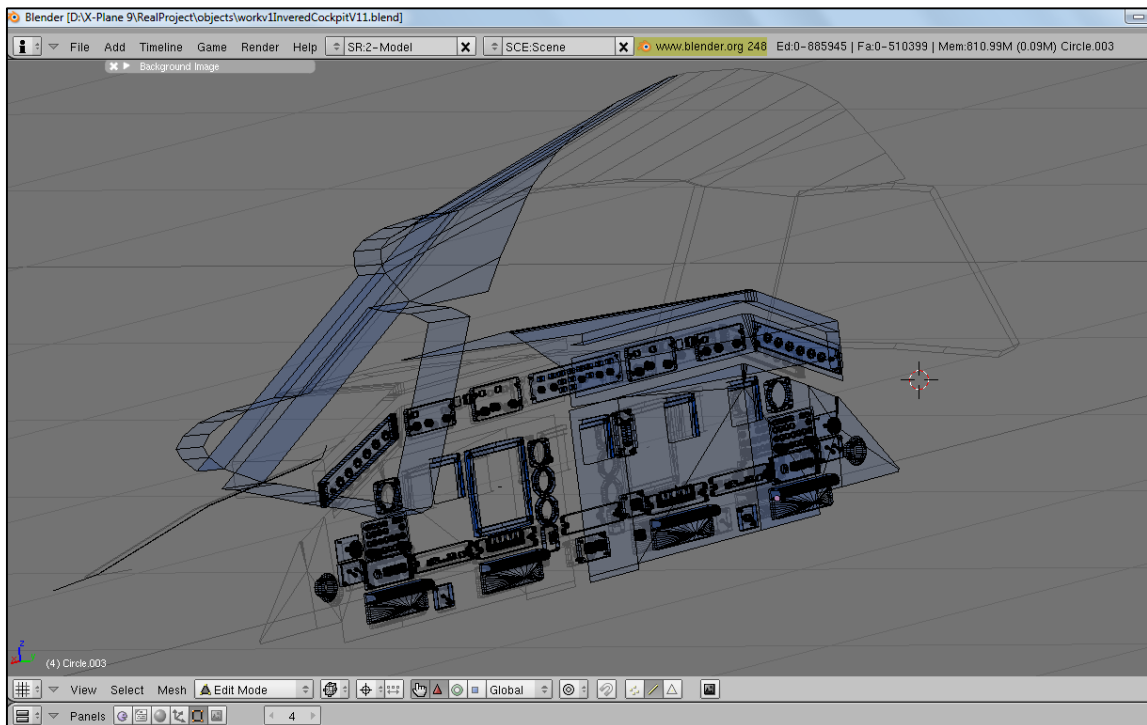 Blender [D:\X-Plane 9\RealProject\objects\workv1InveredCockpitV11.blend]
File Add Timeline Game Render Help SR:2-Model SCE:Scene www.blender.org 248 Ed:0-885945 | Fa:0-510399 | Mem:810.99M (0.09M) Circle.003
Background Image
z
(4) Circle.003
View Select Mesh Edit Mode Global
Panels 4